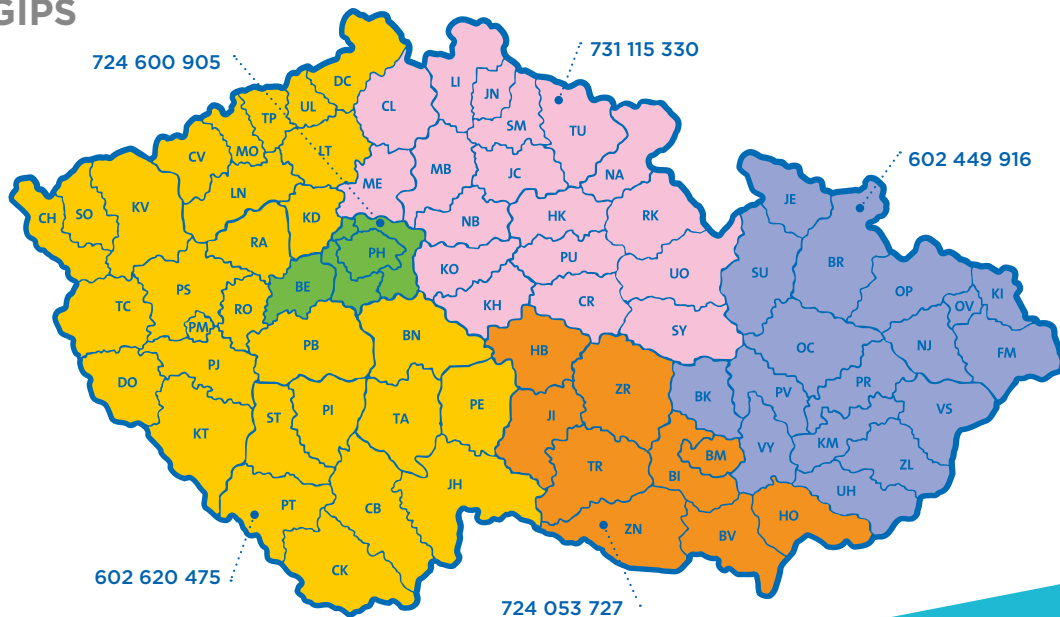 GIPS
724 600 905
731 115 330
602 449 916
DC
LI
JN
CL
UL
TP
SM
TU
MO
LT
CV
MB
JC
NA
ME
LN
JE
CH
SO
KV
KD
NB
HK
RK
RA
PH
PU
KO
UO
SU
BR
BE
PS
TC
RO
KH
CR
OP
KI
OV
PM
BN
SY
PB
HB
OC
NJ
FM
PJ
DO
ZR
PR
BK
PV
PE
VS
ST
PI
TA
JI
KT
KM
VY
BM
TR
ZL
BI
JH
UH
PT
CB
HO
ZN
BV
CK
602 620 475
724 053 727